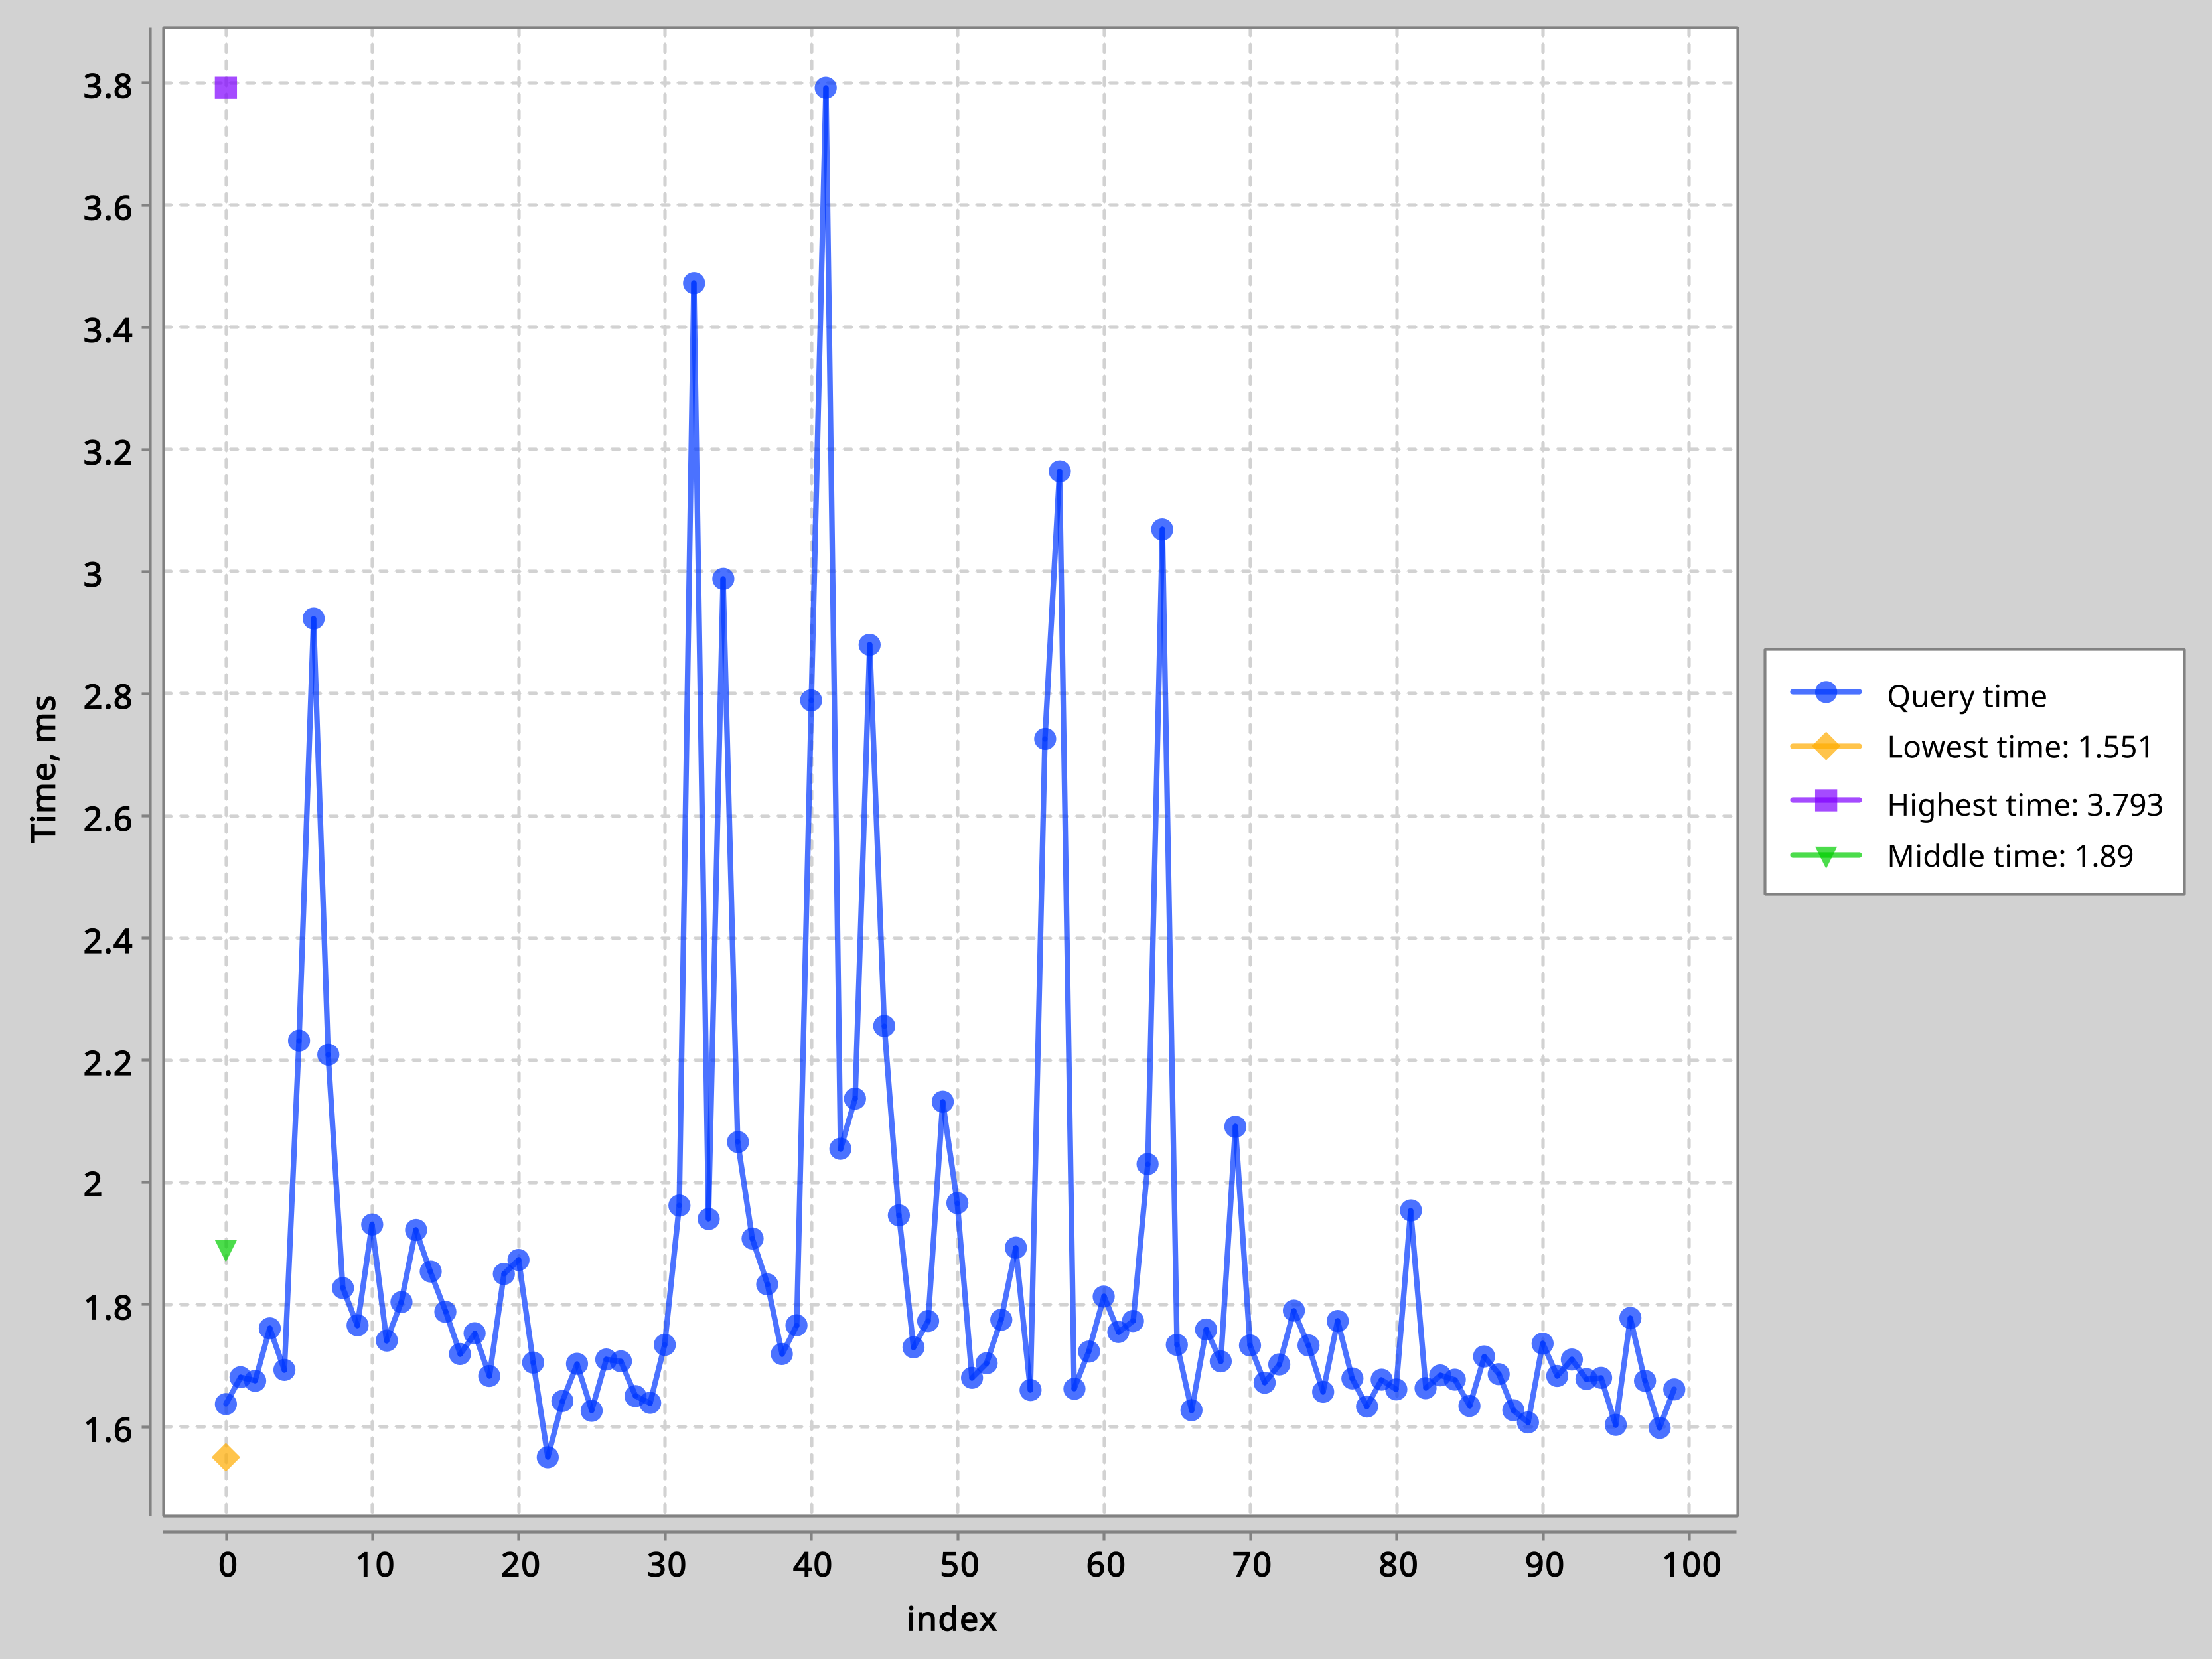 3.8
3.6
3.4
3.2
3
2.8
2.6
2.4
2.2
2
1.8
1.6
Time, ms
0 10 20 30 40 50 60 70 80 90 100
index
Query time
Lowest time: 1.551
Highest time: 3.793
Middle time: 1.89